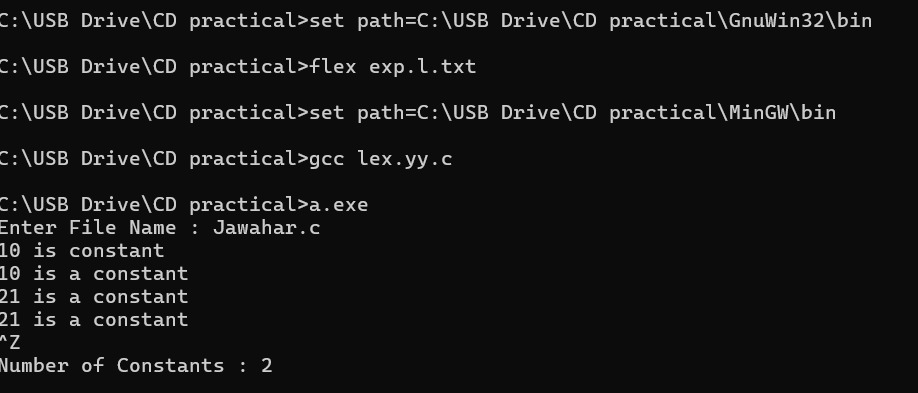 C:\USB Drive\CD practical>set path=C:\USB Drive\CD practical\GnuWin32\bin
C:\USB Drive\CD practical>flex exp.l.txt
C:\USB Drive\CD practical>set path=C:\USB Drive\CD practical\MinGW\bin
C:\USB Drive\CD practical>gcc lex.yy.c
C:\USB Drive\CD practical>a.exe
Enter File Name : Jawahar.c
10 is constant
10 is a constant
21 is a constant
21 is a constant
^Z
Number of Constants : 2